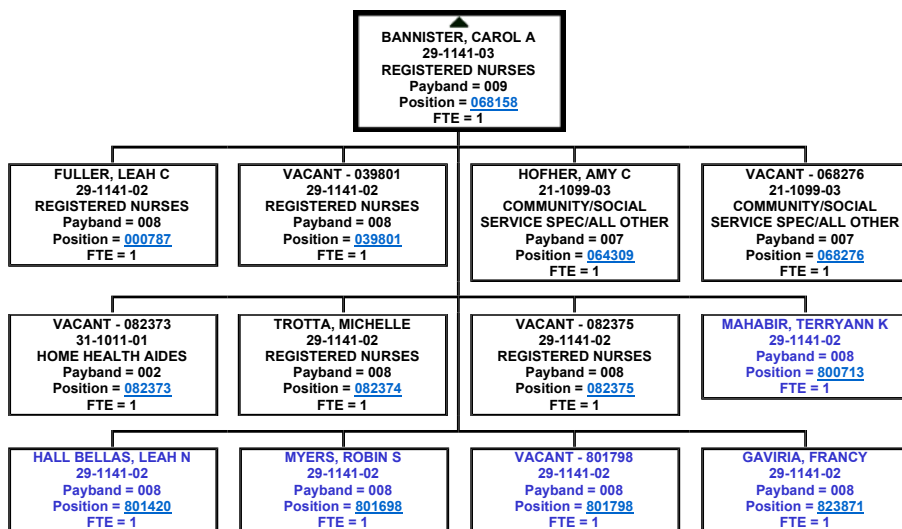 BANNISTER, CAROL A
29-1141-03
REGISTERED NURSES
Payband = 009
Position = 068158
FTE = 1
FULLER, LEAH C
29-1141-02
REGISTERED NURSES
Payband = 008
Position = 000787
FTE = 1
VACANT - 039801
29-1141-02
REGISTERED NURSES
Payband = 008
Position = 039801
FTE = 1
HOFHER, AMY C
21-1099-03
COMMUNITY/SOCIAL
SERVICE SPEC/ALL OTHER
Payband = 007
Position = 064309
FTE = 1
VACANT - 068276
21-1099-03
COMMUNITY/SOCIAL
SERVICE SPEC/ALL OTHER
Payband = 007
Position = 068276
FTE = 1
VACANT - 082373
31-1011-01
HOME HEALTH AIDES
Payband = 002
Position = 082373
FTE = 1
TROTTA, MICHELLE
29-1141-02
REGISTERED NURSES
Payband = 008
Position = 082374
FTE = 1
VACANT - 082375
29-1141-02
REGISTERED NURSES
Payband = 008
Position = 082375
FTE = 1
MAHABIR, TERRYANN K
29-1141-02
Payband = 008
Position = 800713
FTE = 1
HALL BELLAS, LEAH N
29-1141-02
Payband = 008
Position = 801420
FTE = 1
MYERS, ROBIN S
29-1141-02
Payband = 008
Position = 801698
FTE = 1
VACANT - 801798
29-1141-02
Payband = 008
Position = 801798
FTE = 1
GAVIRIA, FRANCY
29-1141-02
Payband = 008
Position = 823871
FTE = 1